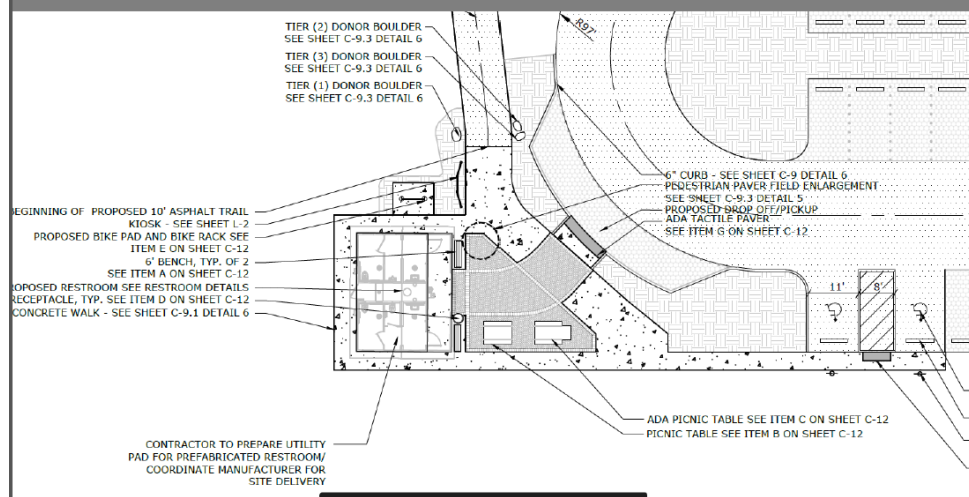 TIER (2) DONOR BOULDER
SEE SHEET C-9.3 DETAIL 6
TIER (3) DONOR BOULDER
SEE SHEET C-9.3 DETAIL 6
TIER (1) DONOR BOULDER
SEE SHEET C-9.3 DETAIL 6
R97'
6" CURB - SEE SHEET C-9 DETAIL 6
PEDESTRIAN PAVER FIELD ENLARGEMENT
SEE SHEET C-9.3 DETAIL 5
PROPOSED DROP OFF/PICKUP
ADA TACTILE PAVER
SEE ITEM G ON SHEET C-12
BEGINNING OF PROPOSED 10' ASPHALT TRAIL
KIOSK - SEE SHEET L-2
PROPOSED BIKE PAD AND BIKE RACK SEE
ITEM E ON SHEET C-12
6' BENCH, TYP. OF 2
SEE ITEM A ON SHEET C-12
ROPOSED RESTROOM SEE RESTROOM DETAILS
RECEPTACLE, TYP. SEE ITEM D ON SHEET C-12
CONCRETE WALK - SEE SHEET C-9.1 DETAIL 6
11'
8'
ADA PICNIC TABLE SEE ITEM C ON SHEET C-12
PICNIC TABLE SEE ITEM B ON SHEET C-12
CONTRACTOR TO PREPARE UTILITY
PAD FOR PREFABRICATED RESTROOM/
COORDINATE MANUFACTURER FOR
SITE DELIVERY